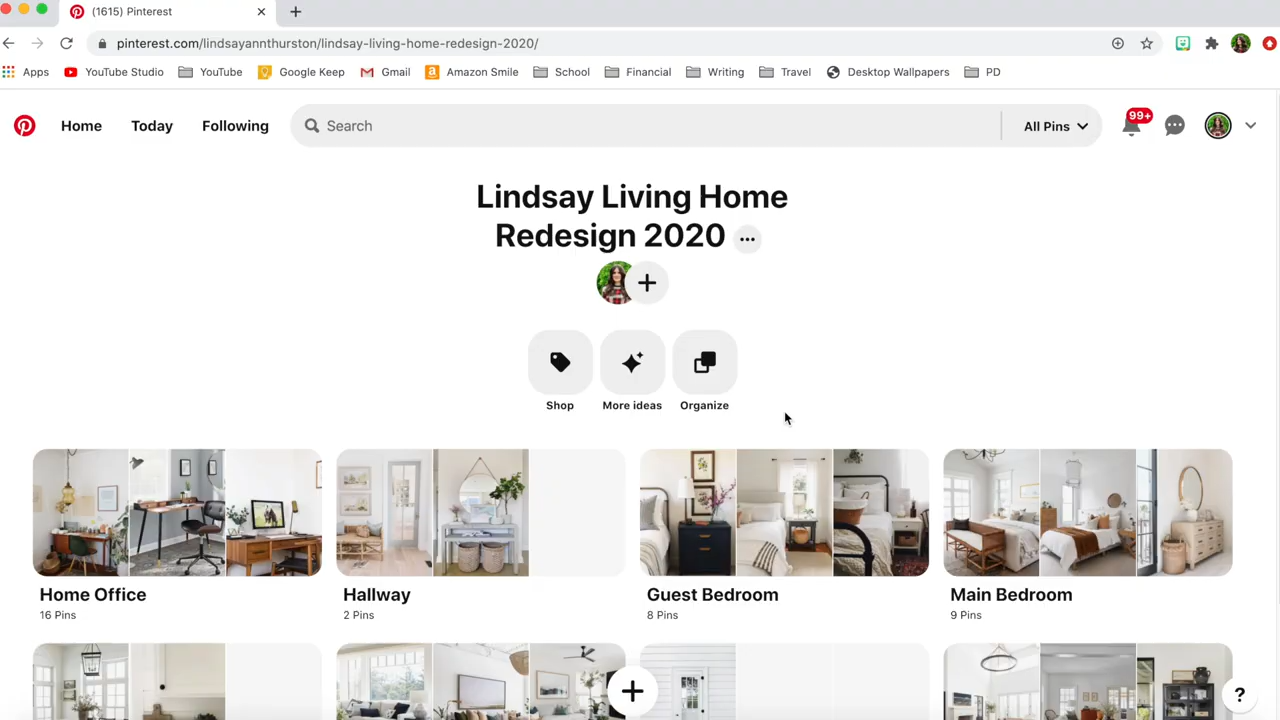 (1615) Pinterest
pinterest.com/lindsayannthurston/lindsay-living-home-redesign-2020/
Apps YouTube Studio YouTube Google Keep Gmail Amazon Smile School Financial Writing Travel Desktop Wallpapers PD
Home Today Following Search All Pins 99+
Lindsay Living Home
Redesign 2020
Shop More ideas Organize
Home Office Hallway Guest Bedroom Main Bedroom
16 Pins 2 Pins 8 Pins 9 Pins
?